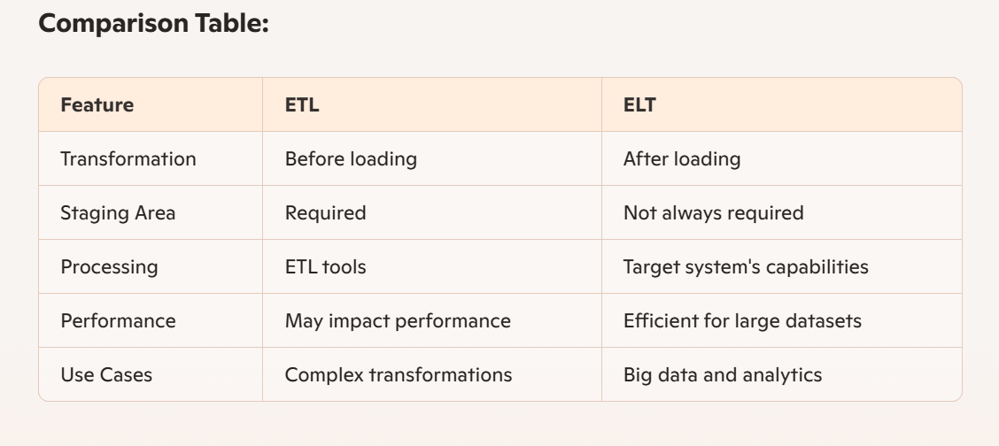 Comparison Table:
Feature ETL ELT
Transformation Before loading After loading
Staging Area Required Not always required
Processing ETL tools Target system's capabilities
Performance May impact performance Efficient for large datasets
Use Cases Complex transformations Big data and analytics